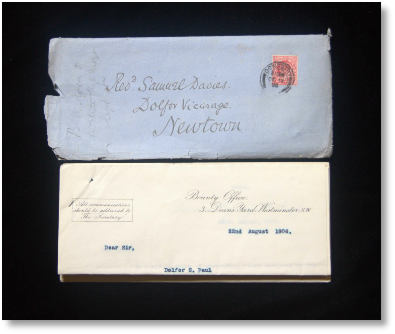 Revd Samuel Davies.
Dolfor Vicarage.
Newtown
All communications
should be addressed to
The Secretary
Bounty Office,
3, Dean's Yard, Westminster, S.W.
22nd August 1904.
Dear Sir,
Dolfor S. Paul